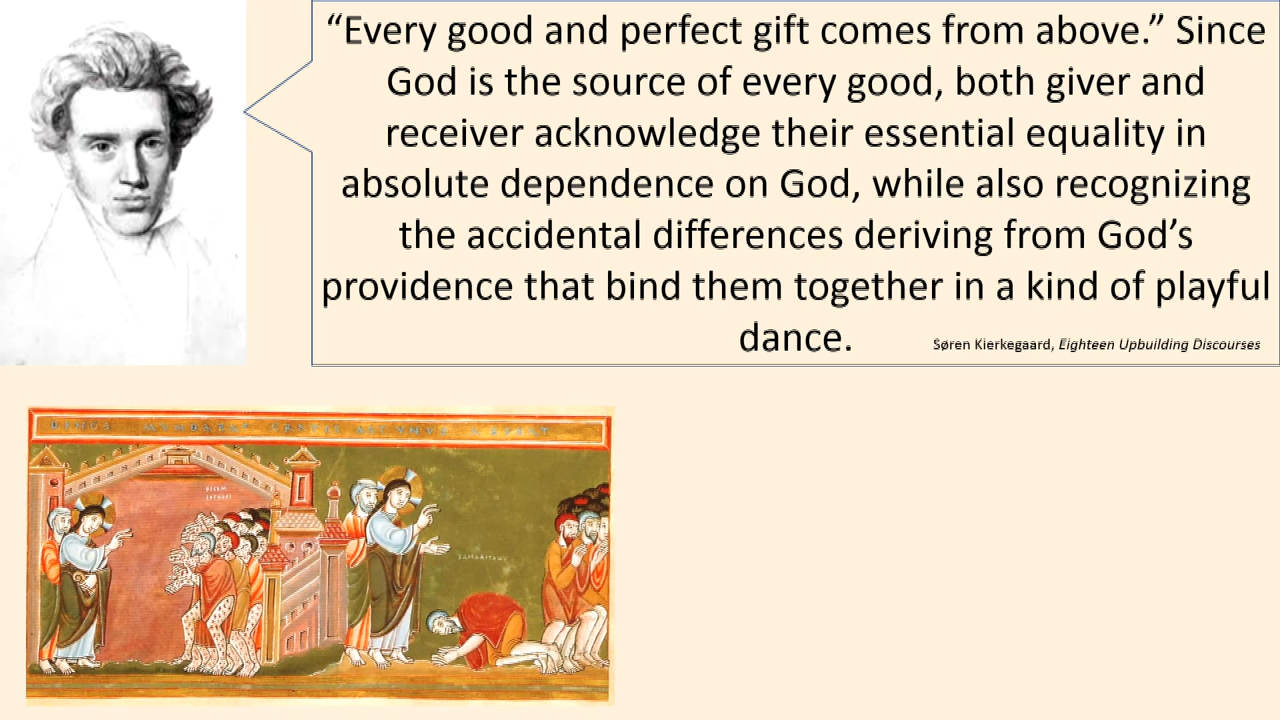 “Every good and perfect gift comes from above.” Since
God is the source of every good, both giver and
receiver acknowledge their essential equality in
absolute dependence on God, while also recognizing
the accidental differences deriving from God’s
providence that bind them together in a kind of playful
dance.
Søren Kierkegaard, Eighteen Upbuilding Discourses